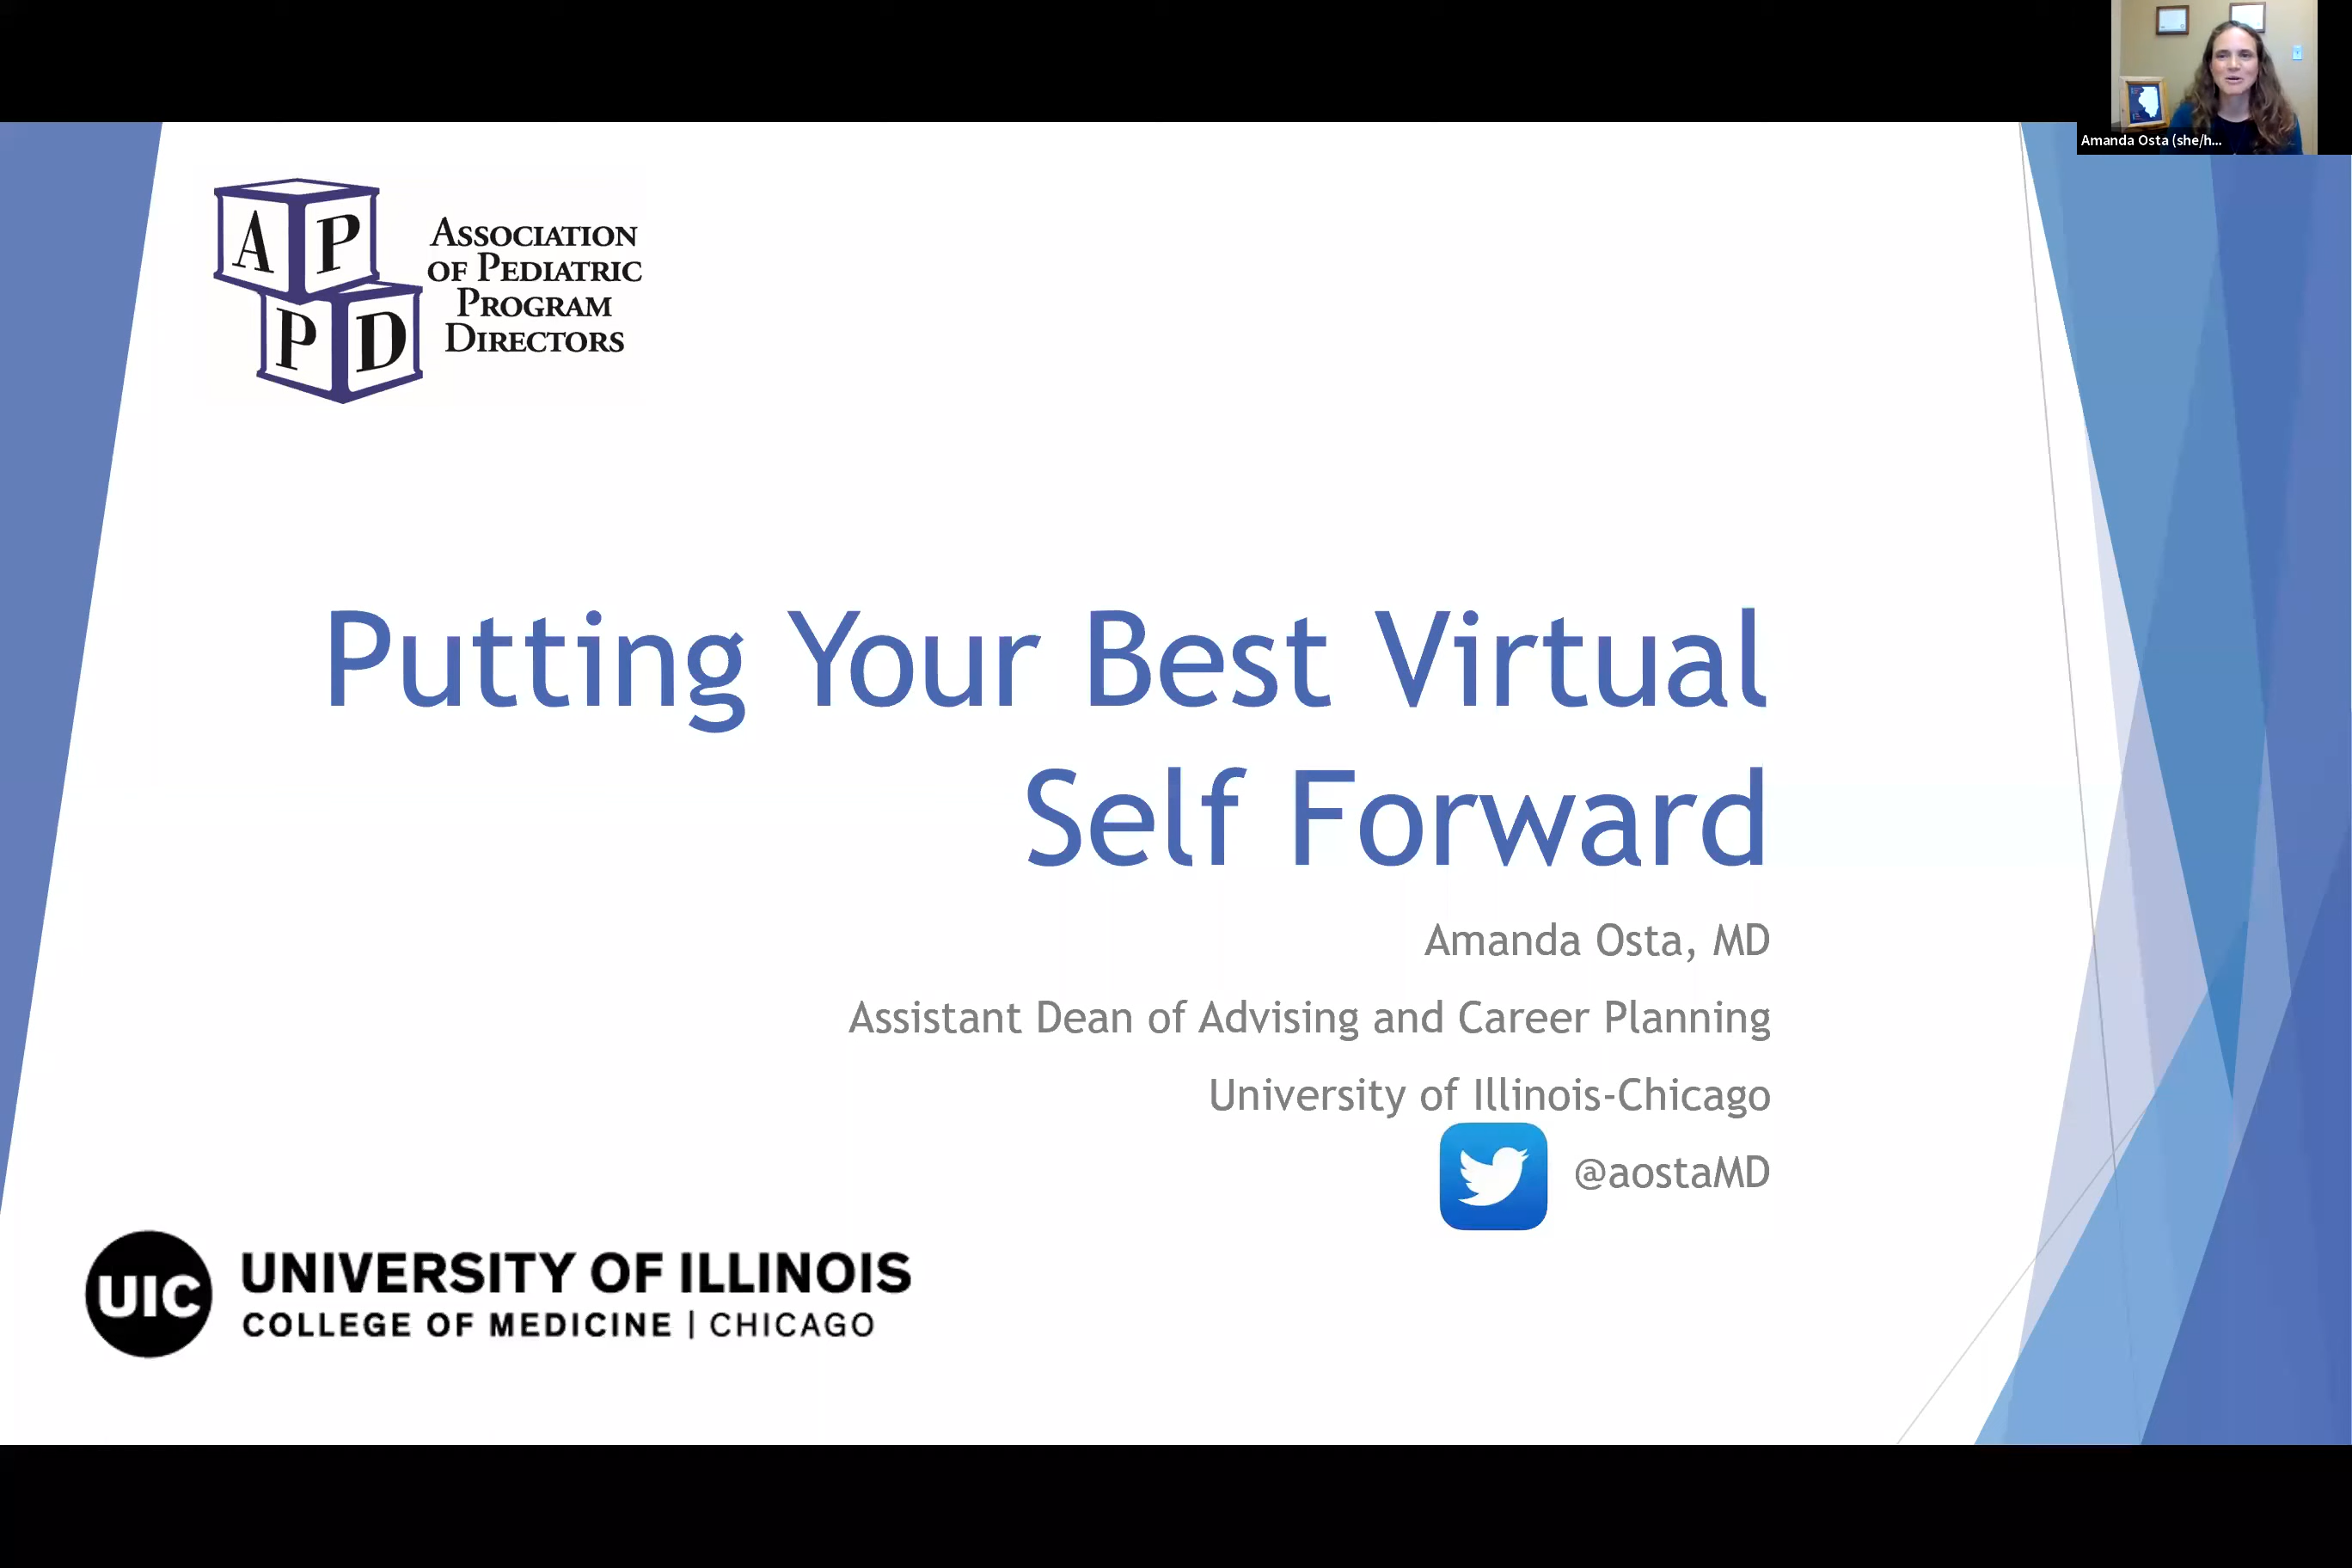 Amanda Osta (she/h...
A P
P D
ASSOCIATION
OF PEDIATRIC
PROGRAM
DIRECTORS
Putting Your Best Virtual
Self Forward
Amanda Osta, MD
Assistant Dean of Advising and Career Planning
University of Illinois-Chicago
@aostaMD
UIC
UNIVERSITY OF ILLINOIS
COLLEGE OF MEDICINE | CHICAGO